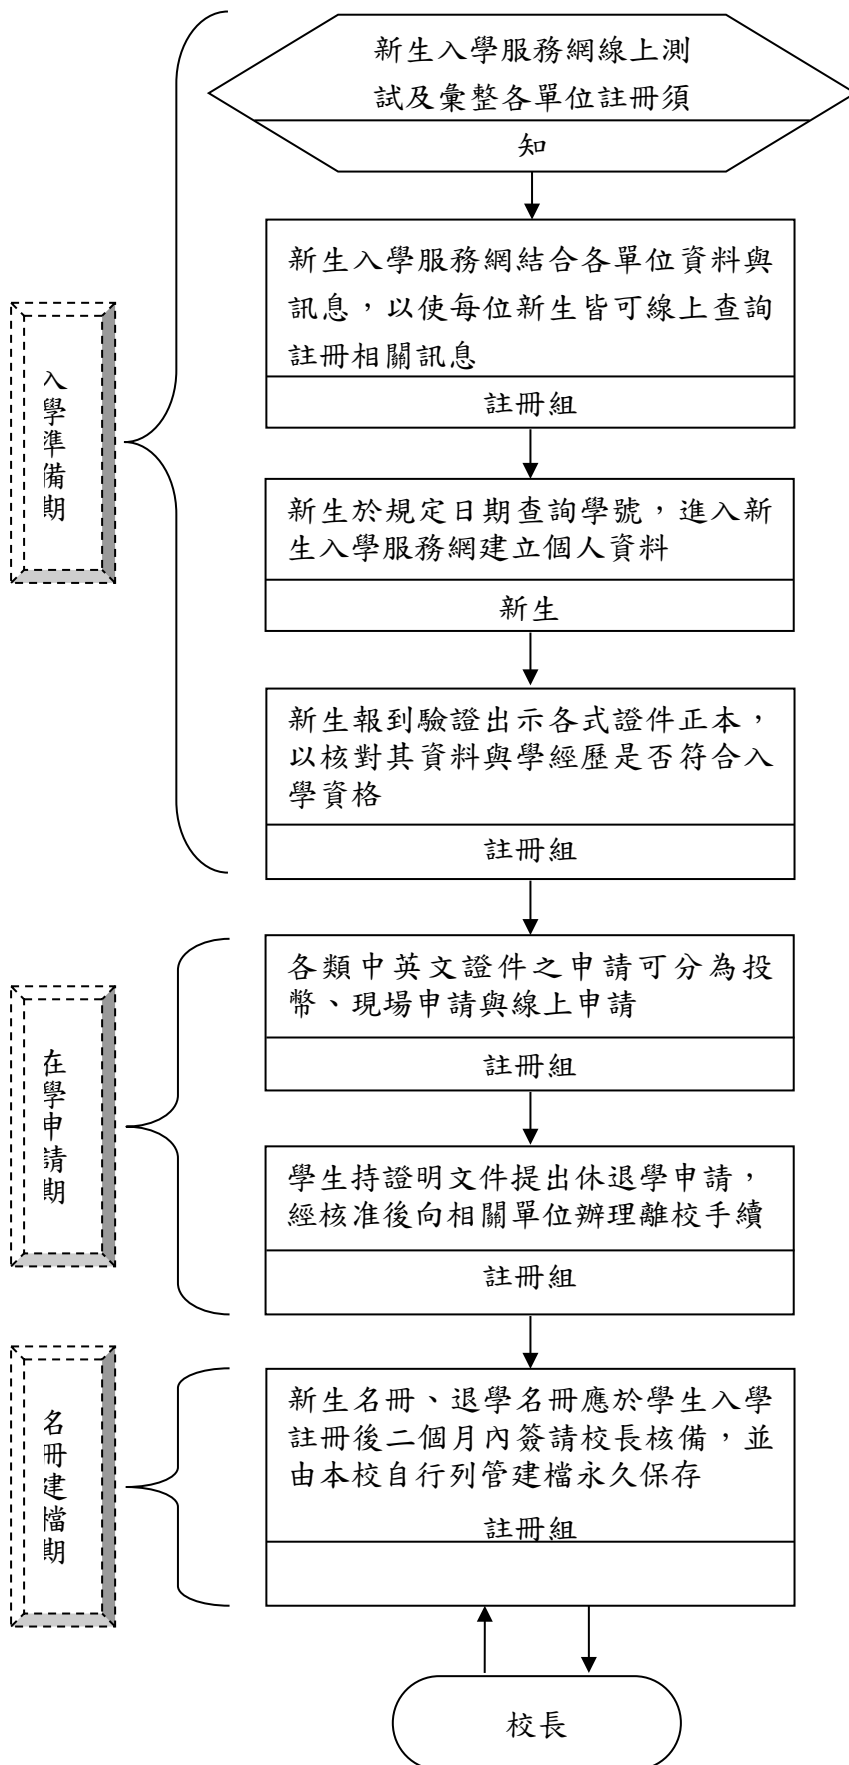 新生入學服務網線上測
試及彙整各單位註冊須
知
新生入學服務網結合各單位資料與
訊息，以使每位新生皆可線上查詢
註冊相關訊息
註冊組
入學準備期
新生於規定日期查詢學號，進入新
生入學服務網建立個人資料
新生
新生報到驗證出示各式證件正本，
以核對其資料與學經歷是否符合入
學資格
註冊組
各類中英文證件之申請可分為投
幣、現場申請與線上申請
註冊組
在學申請期
學生持證明文件提出休退學申請，
經核准後向相關單位辦理離校手續
註冊組
新生名冊、退學名冊應於學生入學
註冊後二個月內簽請校長核備，並
由本校自行列管建檔永久保存
註冊組
名冊建檔期
校長